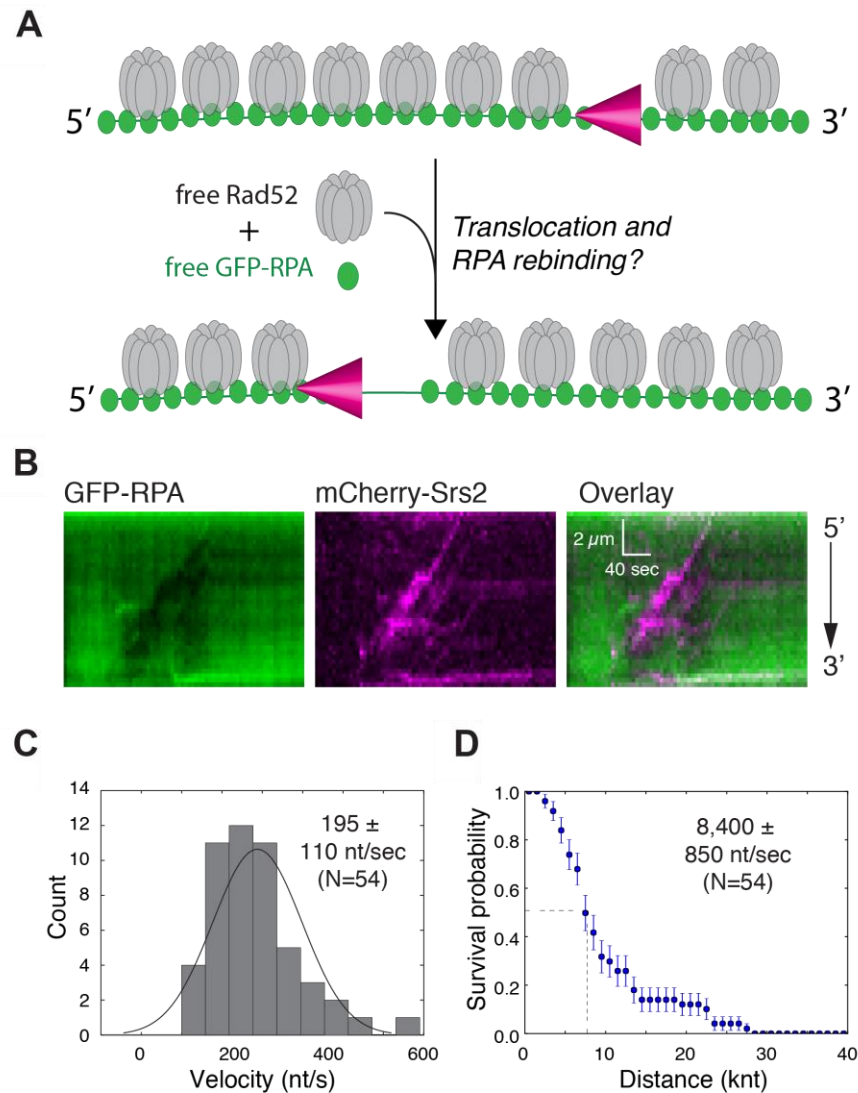 A
5′
3′
free Rad52
+
free GFP-RPA
Translocation and
RPA rebinding?
5′
3′
B
GFP-RPA
mCherry-Srs2
Overlay
2 µm
40 sec
5′
3′
C
14
12
10
8
6
4
2
0
Count
195 ±
110 nt/sec
(N=54)
0
200
400
600
Velocity (nt/s)
D
1.0
0.8
0.6
0.4
0.2
0.0
Survival probability
8,400 ±
850 nt/sec
(N=54)
0
10
20
30
40
Distance (knt)